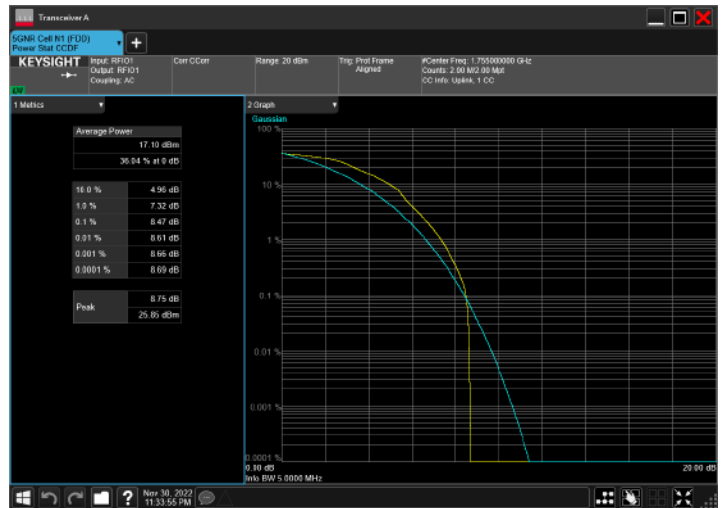 Transceiver A
5GNR Cell N1 (FDD)
Power Stat CCDF
KEYSIGHT
Input: RFIO1
Output: RFIO1
Coupling: AC
Corr CCorr
Range: 20 dBm
Trig: Prot Frame
Aligned
#Center Freq: 1.755000000 GHz
Counts: 2.00 M/2.00 Mpt
CC Info: Uplink, 1 CC
1 Metrics
Average Power
17.10 dBm
36.04 % at 0 dB
10.0 % 4.96 dB
1.0 % 7.32 dB
0.1 % 8.47 dB
0.01 % 8.61 dB
0.001 % 8.66 dB
0.0001 % 8.69 dB
Peak
8.75 dB
25.85 dBm
2 Graph
Gaussian
100 %
10 %
1 %
0.1 %
0.01 %
0.001 %
0.0001 %
0.00 dB
20.00 dB
Info BW 5.0000 MHz
?
Nov 30, 2022
11:33:55 PM